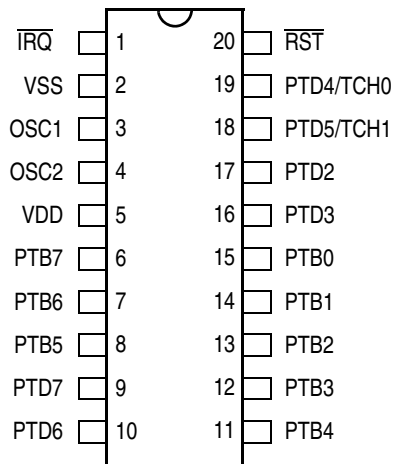 IRQ 1 20 RST
VSS 2 19 PTD4/TCH0
OSC1 3 18 PTD5/TCH1
OSC2 4 17 PTD2
VDD 5 16 PTD3
PTB7 6 15 PTB0
PTB6 7 14 PTB1
PTB5 8 13 PTB2
PTD7 9 12 PTB3
PTD6 10 11 PTB4